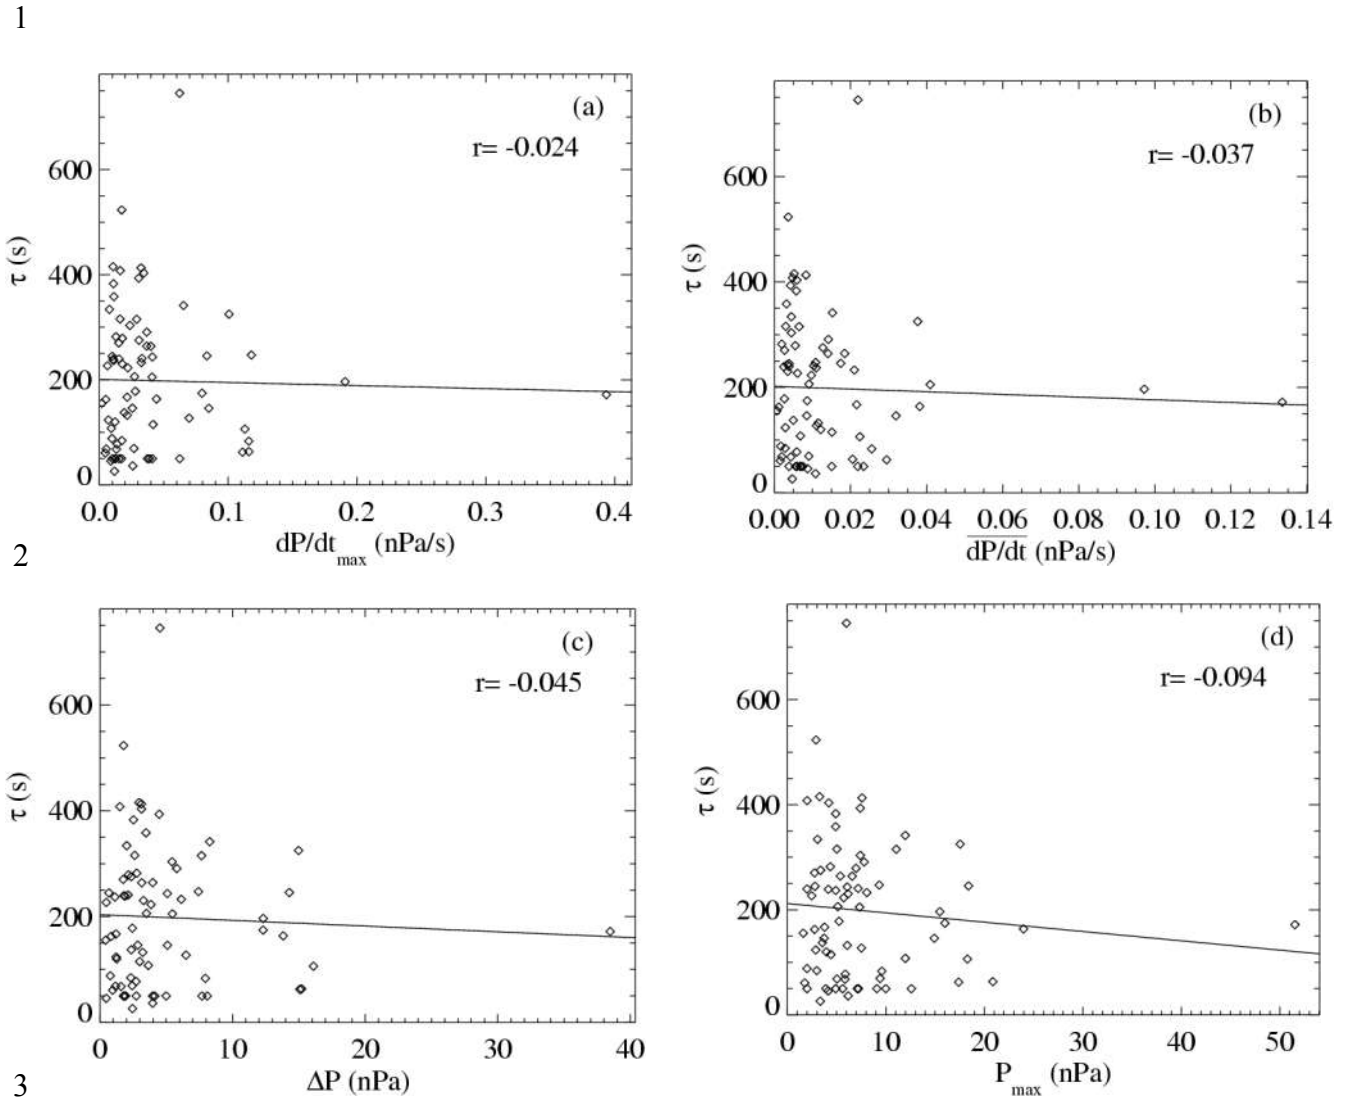 1
(a)
r= -0.024
τ (s)
600
400
200
0
0.0 0.1 0.2 0.3 0.4
dP/dt max (nPa/s)
(b)
r= -0.037
τ (s)
600
400
200
0
0.00 0.02 0.04 0.06 0.08 0.10 0.12 0.14
dP/dt (nPa/s)
2
(c)
r= -0.045
τ (s)
600
400
200
0
0 10 20 30 40
ΔP (nPa)
(d)
r= -0.094
τ (s)
600
400
200
0
0 10 20 30 40 50
P max (nPa)
3